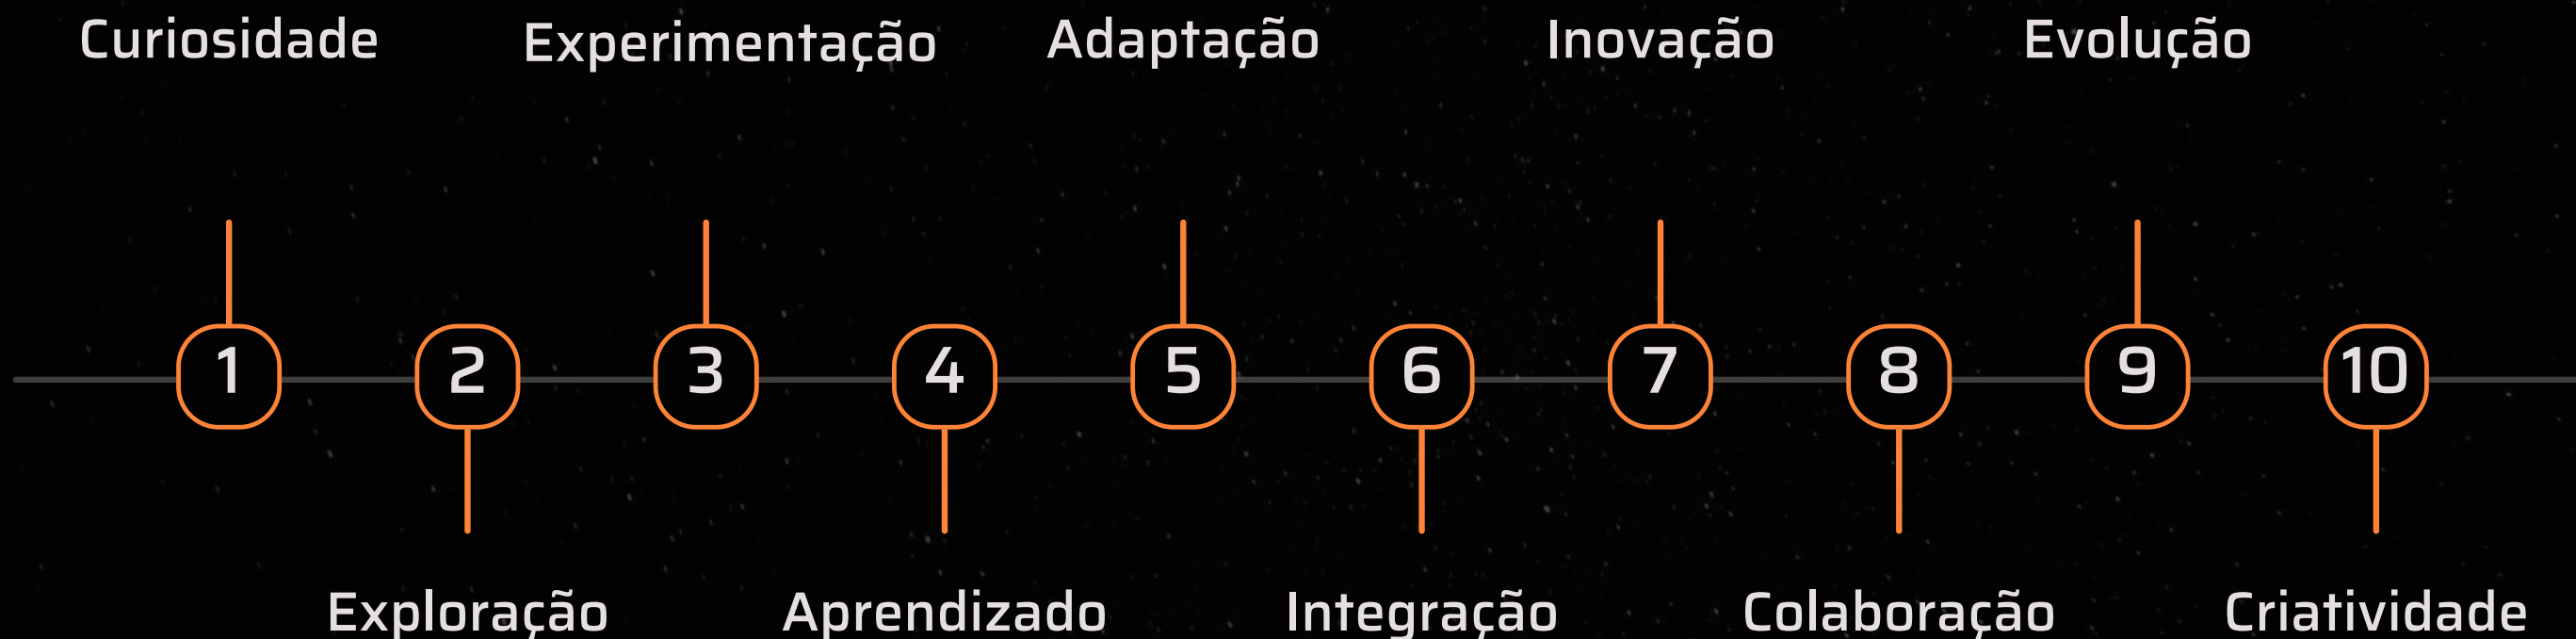 Curiosidade
Experimentação
Adaptação
Inovação
Evolução
1
2
3
4
5
6
7
8
9
10
Exploração
Aprendizado
Integração
Colaboração
Criatividade